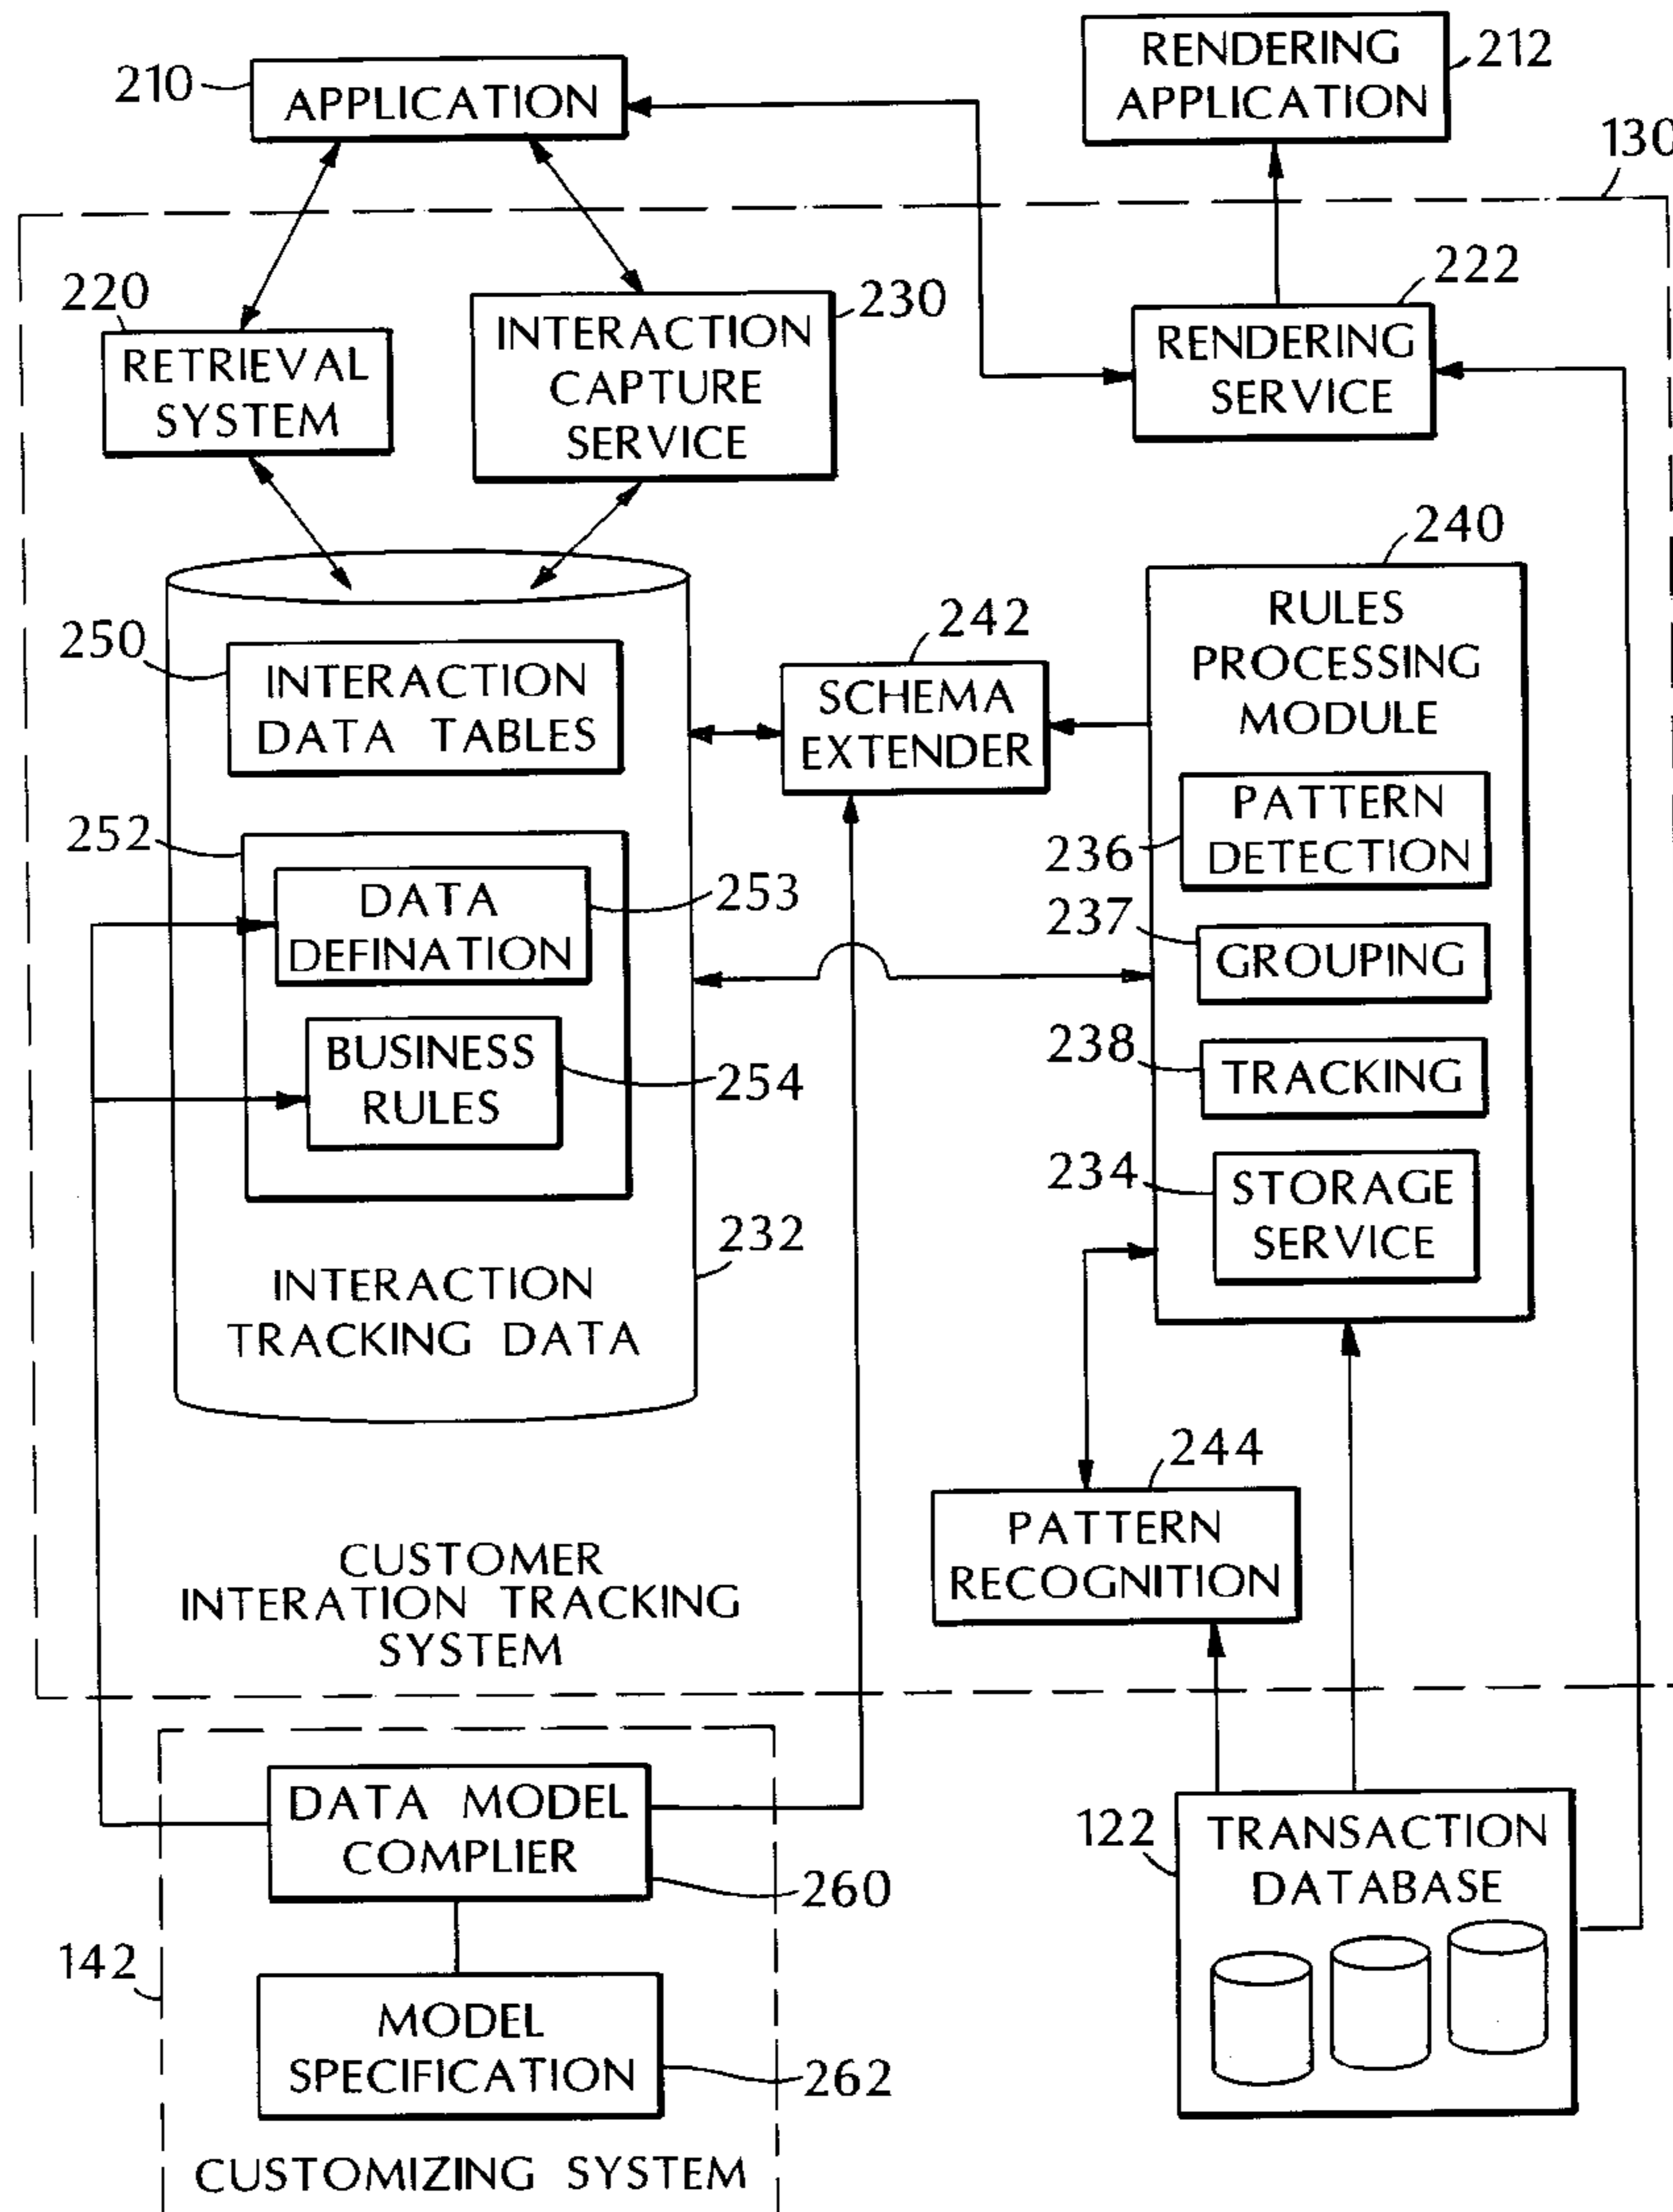 RENDERING
APPLICATION
212
210
APPLICATION
130
220
RETRIEVAL
SYSTEM
INTERACTION
CAPTURE
SERVICE
230
222
RENDERING
SERVICE
240
RULES
PROCESSING
MODULE
250
INTERACTION
DATA TABLES
242
SCHEMA
EXTENDER
236
PATTERN
DETECTION
252
DATA
DEFINATION
253
237
GROUPING
BUSINESS
RULES
254
238
TRACKING
234
STORAGE
SERVICE
232
INTERACTION
TRACKING DATA
244
PATTERN
RECOGNITION
CUSTOMER
INTERATION TRACKING
SYSTEM
DATA MODEL
COMPLIER
260
122
TRANSACTION
DATABASE
142
MODEL
SPECIFICATION
262
CUSTOMIZING SYSTEM